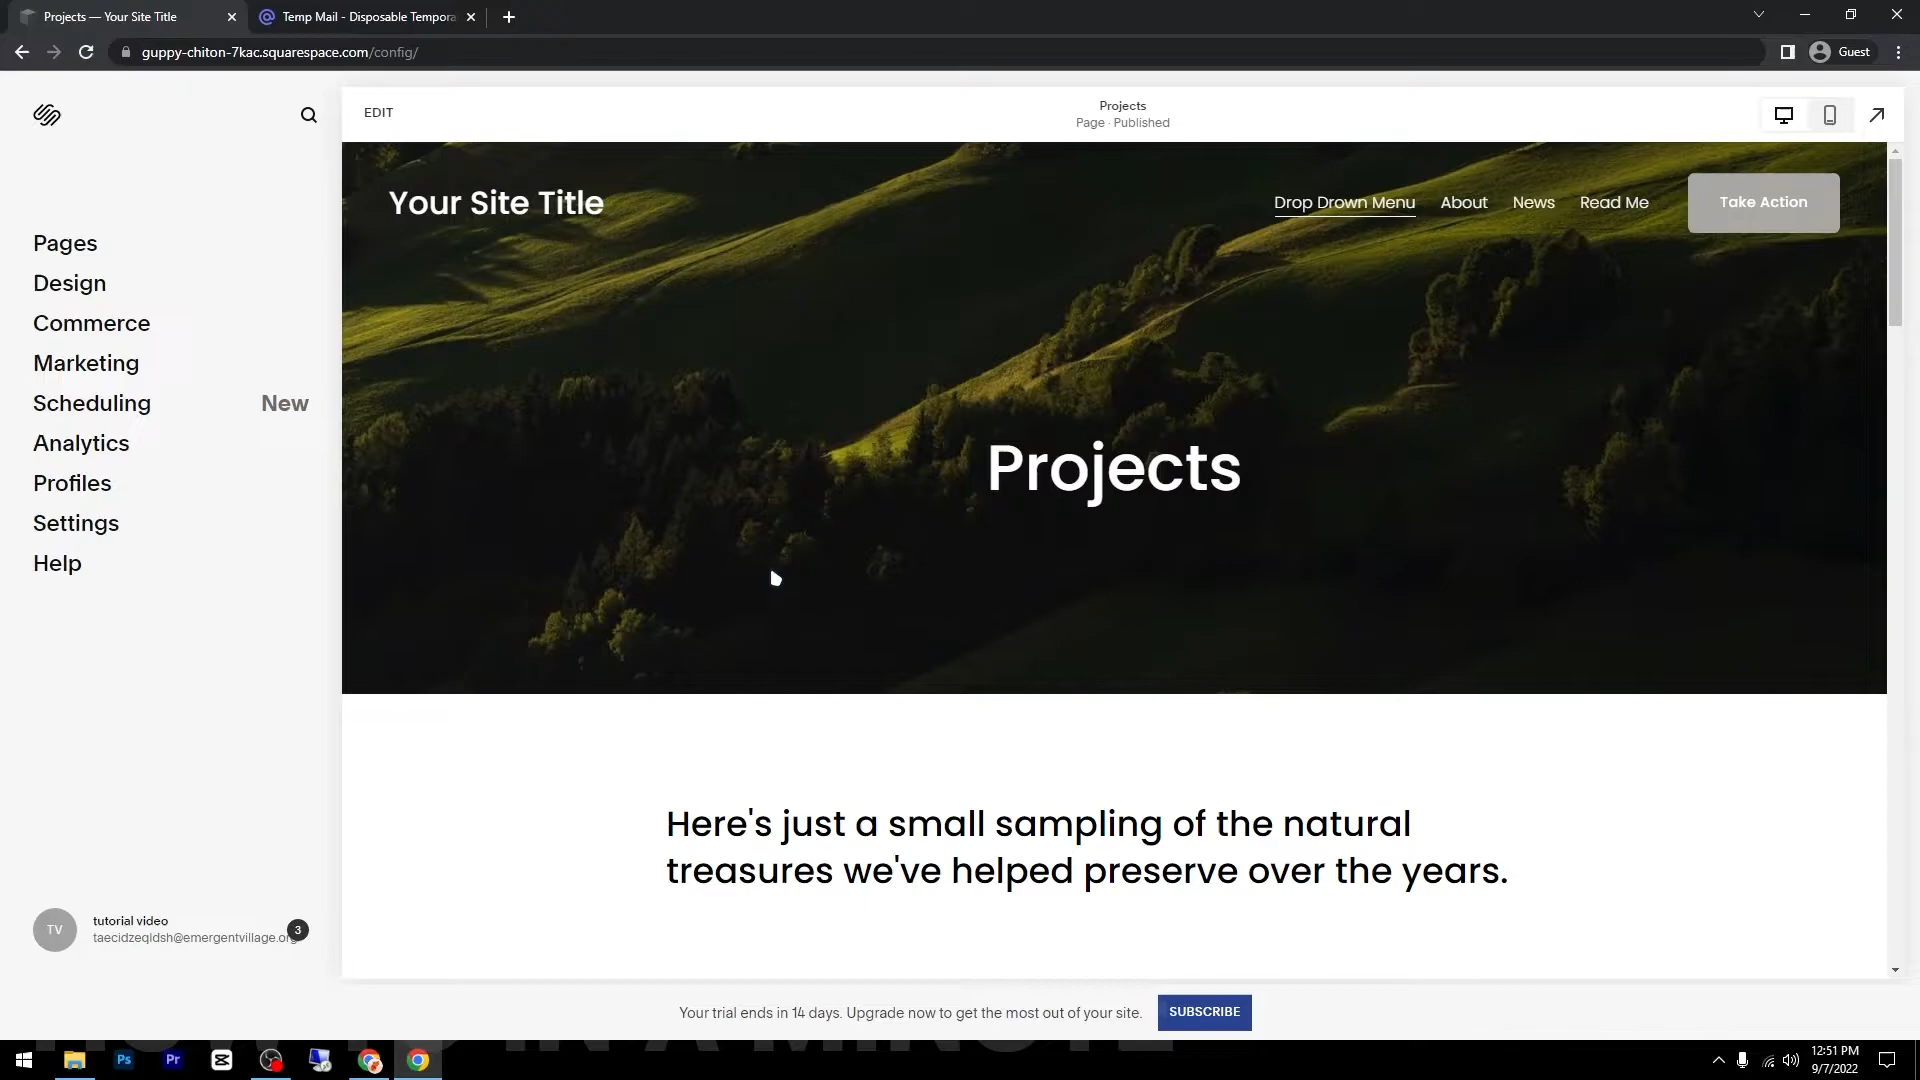 Projects — Your Site Title
Temp Mail - Disposable Tempora
guppy-chiton-7kac.squarespace.com/config/
Guest
EDIT
Projects
Page · Published
Your Site Title
Drop Drown Menu
About
News
Read Me
Take Action
Pages
Design
Commerce
Marketing
Scheduling New
Analytics
Profiles
Settings
Help
Projects
Here's just a small sampling of the natural
treasures we've helped preserve over the years.
TV
tutorial video
taecidzeqldsh@emergentvillage.org
3
Your trial ends in 14 days. Upgrade now to get the most out of your site.
SUBSCRIBE
Ps
Pr
12:51 PM
9/7/2022